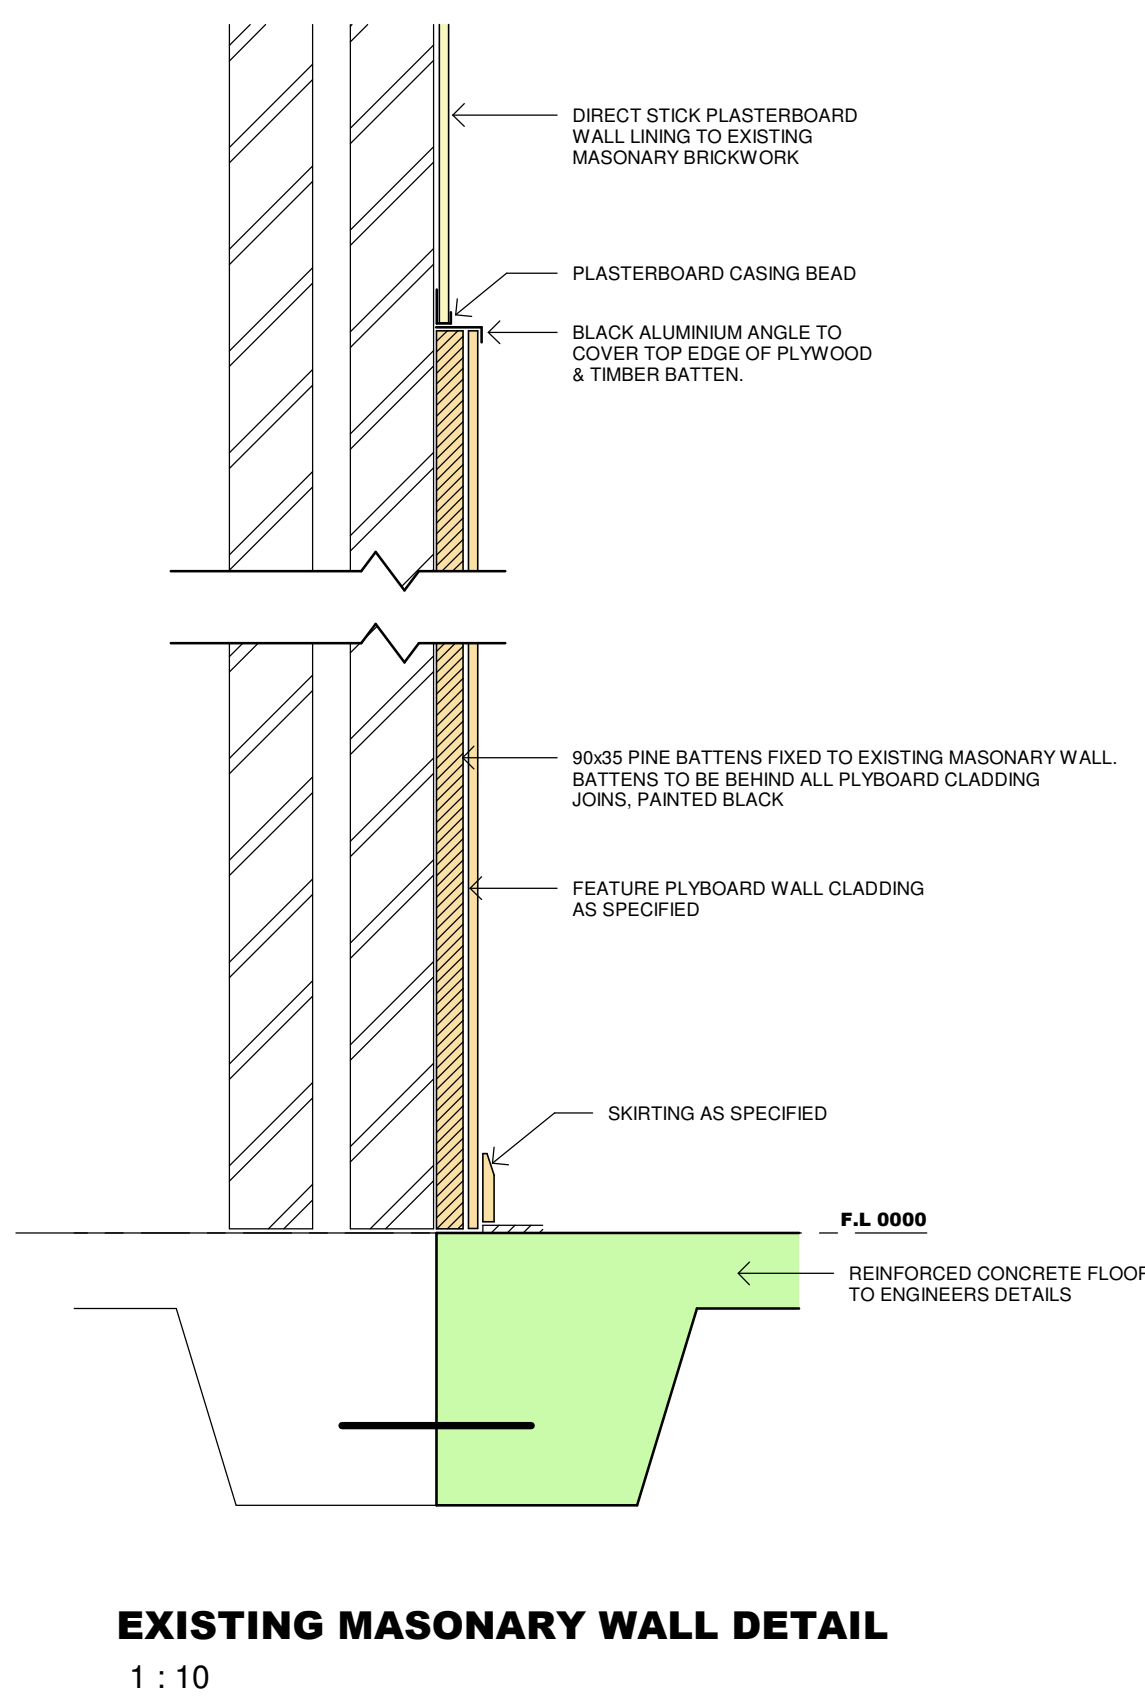 DIRECT STICK PLASTERBOARD
WALL LINING TO EXISTING
MASONARY BRICKWORK
PLASTERBOARD CASING BEAD
BLACK ALUMINIUM ANGLE TO
COVER TOP EDGE OF PLYWOOD
& TIMBER BATTEN.
90x35 PINE BATTENS FIXED TO EXISTING MASONARY WALL.
BATTENS TO BE BEHIND ALL PLYBOARD CLADDING
JOINS, PAINTED BLACK
FEATURE PLYBOARD WALL CLADDING
AS SPECIFIED
SKIRTING AS SPECIFIED
F.L 0000
REINFORCED CONCRETE FLOOR
TO ENGINEERS DETAILS
EXISTING MASONARY WALL DETAIL
1 : 10